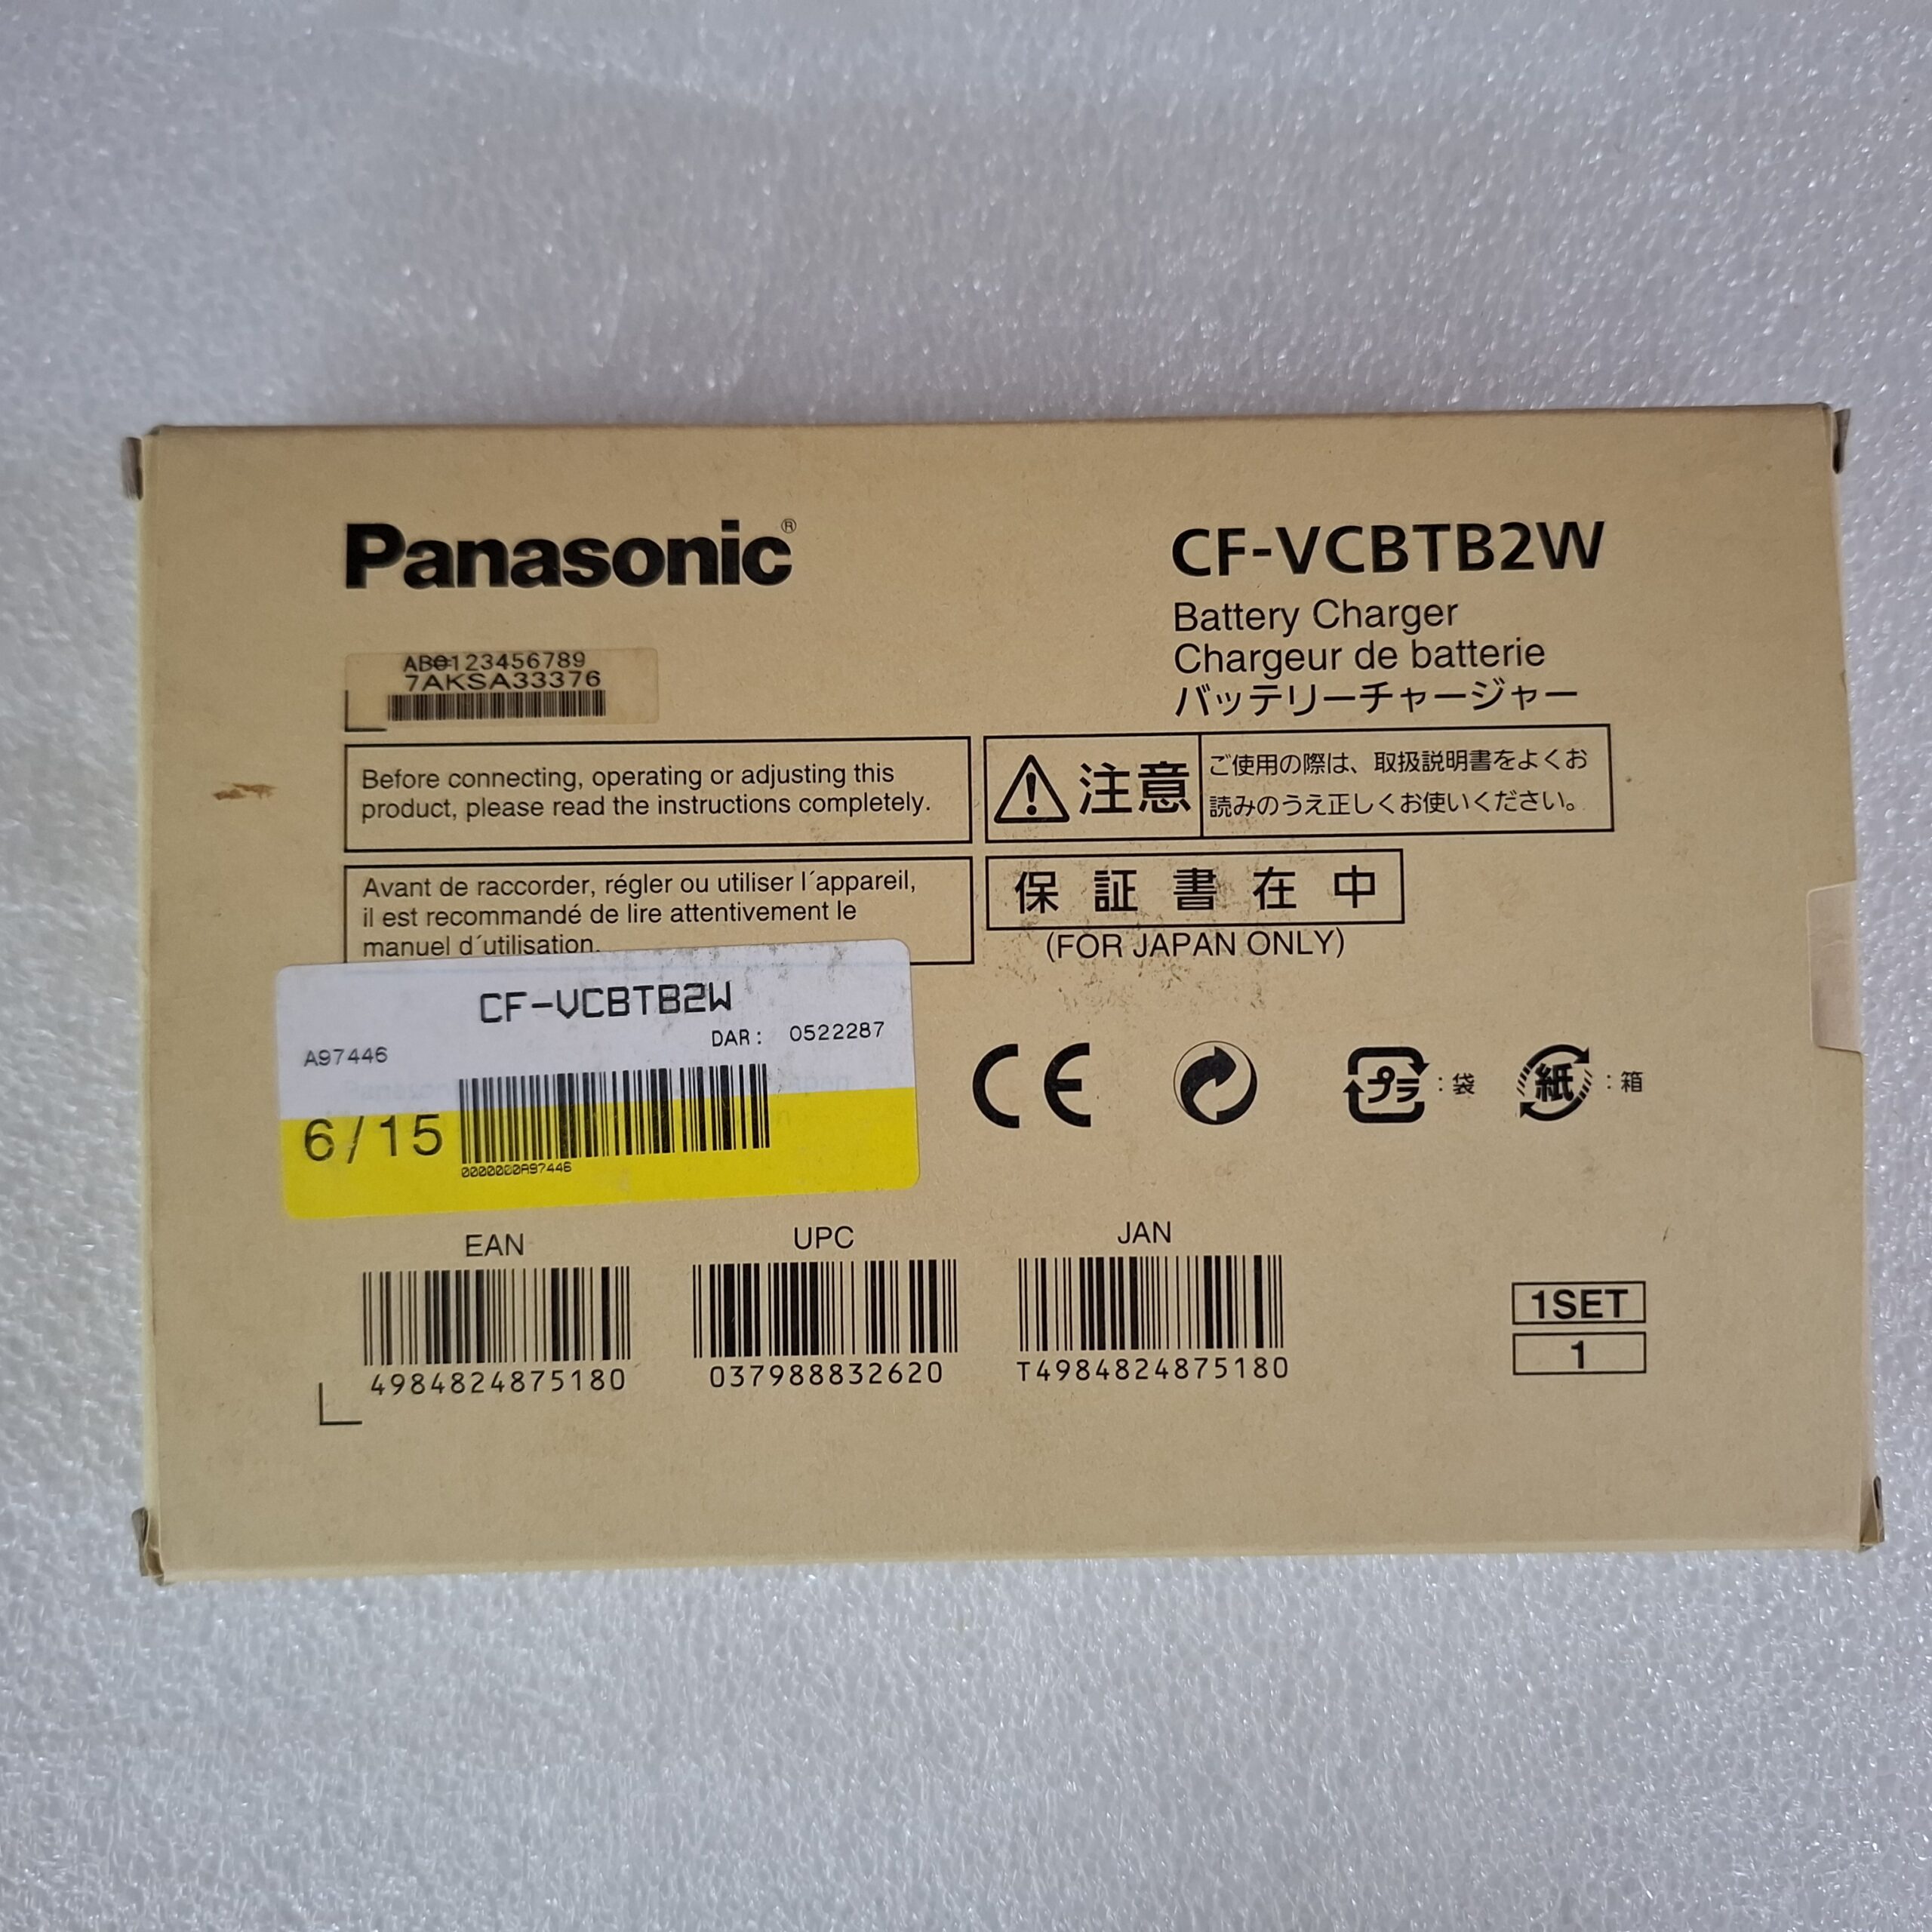 Panasonic®
CF-VCBTB2W
Battery Charger
Chargeur de batterie
バッテリーチャージャー
AB0123456789
7AKSA33376
Before connecting, operating or adjusting this
product, please read the instructions completely.
注意
ご使用の際は、取扱説明書をよくお
読みのうえ正しくお使いください。
Avant de raccorder, régler ou utiliser l´appareil,
il est recommandé de lire attentivement le
manuel d´utilisation.
保証書在中
(FOR JAPAN ONLY)
CF-VCBTB2W
DAR: 0522287
A97446
6/15
0000000A97446
CE
プラ : 袋
紙 : 箱
EAN
4984824875180
UPC
037988832620
JAN
T4984824875180
1SET
1